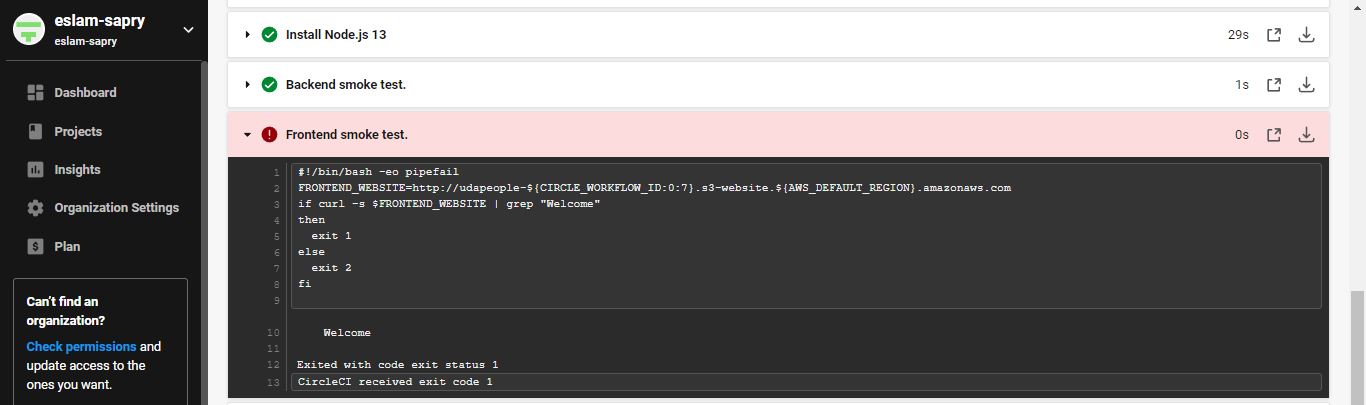 eslam-sapry
eslam-sapry
Dashboard
Projects
Insights
Organization Settings
Plan
Can't find an
organization?
Check permissions and
update access to the
ones you want.
Install Node.js 13
29s
Backend smoke test.
1s
Frontend smoke test.
0s
1 #!/bin/bash -eo pipefail
2 FRONTEND_WEBSITE=http://udapeople-${CIRCLE_WORKFLOW_ID:0:7}.s3-website.${AWS_DEFAULT_REGION}.amazonaws.com
3 if curl -s $FRONTEND_WEBSITE | grep "Welcome"
4 then
5   exit 1
6 else
7   exit 2
8 fi
9
10     Welcome
11
12 Exited with code exit status 1
13 CircleCI received exit code 1